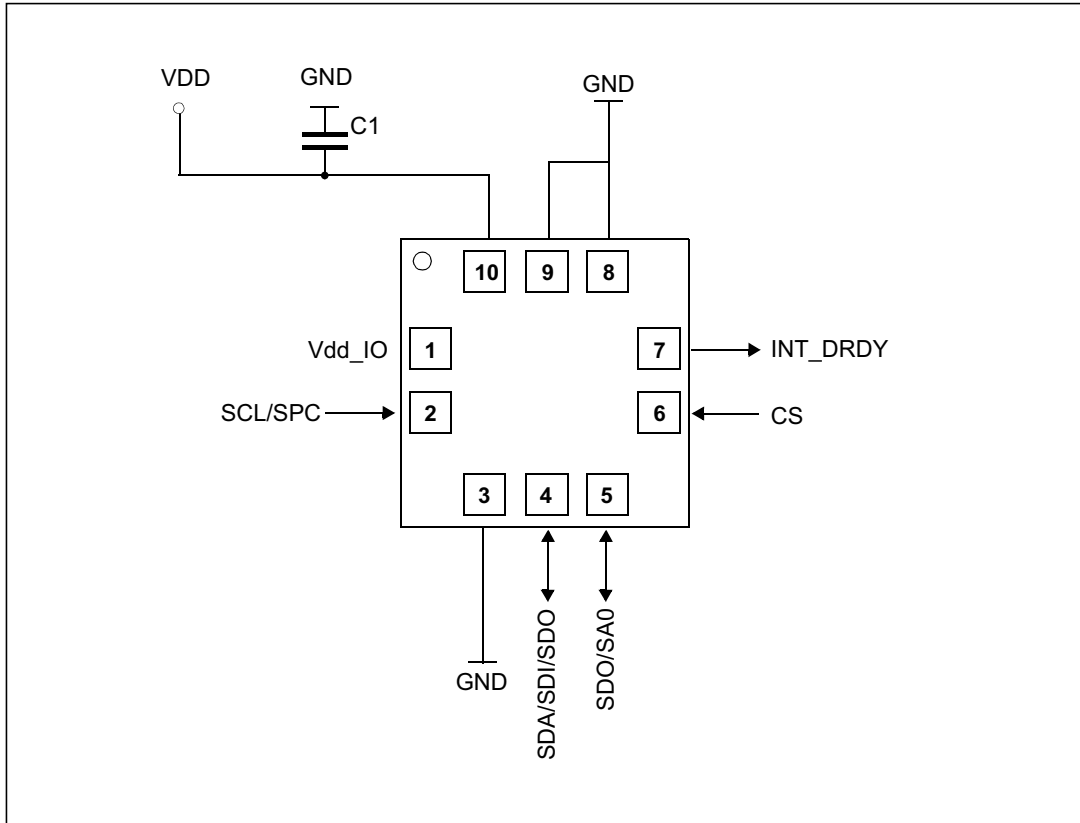 VDD
GND
C1
GND
10
9
8
Vdd_IO
1
7
INT_DRDY
SCL/SPC
2
6
CS
3
4
5
GND
SDA/SDI/SDO
SDO/SA0